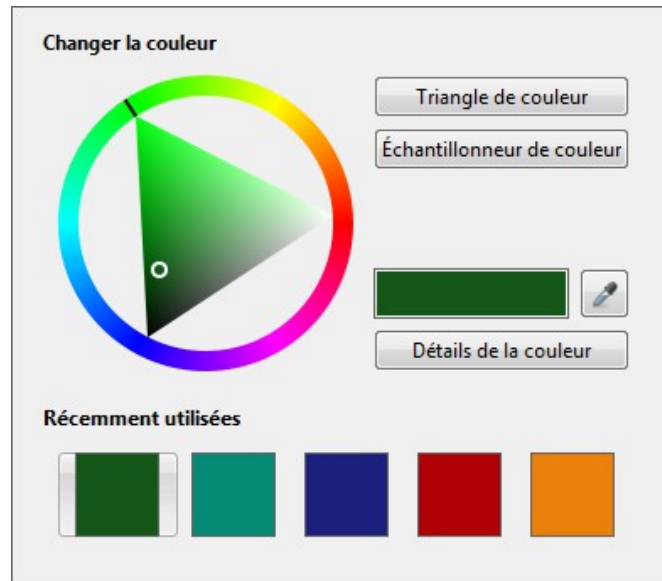 Changer la couleur
Triangle de couleur
Échantillonneur de couleur
Détails de la couleur
Récemment utilisées